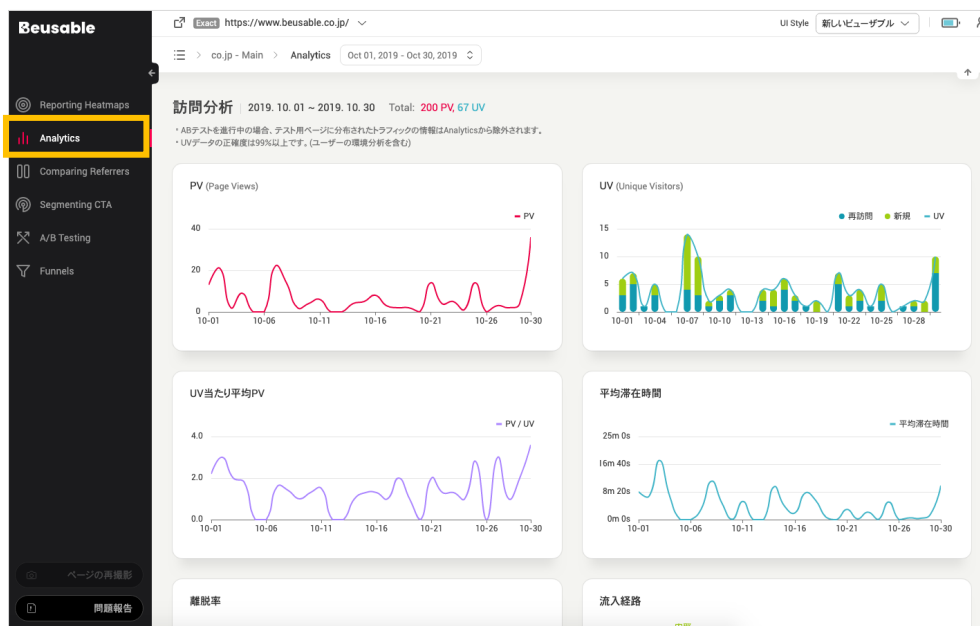 Beusable
Exact https://www.beusable.co.jp/
UI Style 新しいビューザブル
co.jp - Main > Analytics Oct 01, 2019 - Oct 30, 2019
Reporting Heatmaps
Analytics
Comparing Referrers
Segmenting CTA
A/B Testing
Funnels
ページの再撮影
問題報告
訪問分析 2019. 10. 01 ~ 2019. 10. 30 Total: 200 PV, 67 UV
・ABテストを進行中の場合、テスト用ページに分布されたトラフィックの情報はAnalyticsから除外されます。
・UVデータの正確度は99%以上です。(ユーザーの環境分析を含む)
PV (Page Views)
PV
40
20
0
10-01 10-06 10-11 10-16 10-21 10-26 10-30
UV (Unique Visitors)
再訪問 新規 UV
15
10
5
0
10-01 10-04 10-07 10-10 10-13 10-16 10-19 10-22 10-25 10-28
UV当たり平均PV
PV / UV
4.0
2.0
0.0
10-01 10-06 10-11 10-16 10-21 10-26 10-30
平均滞在時間
平均滞在時間
25m 0s
16m 40s
8m 20s
0m 0s
10-01 10-06 10-11 10-16 10-21 10-26 10-30
離脱率
流入経路